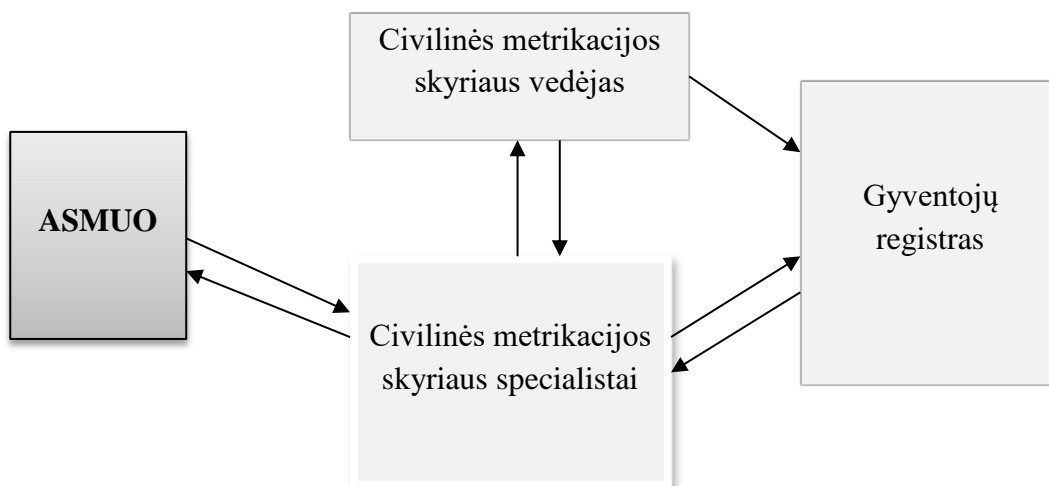 Civilinės metrikacijos
skyriaus vedėjas
ASMUO
Gyventojų
registras
Civilinės metrikacijos
skyriaus specialistai